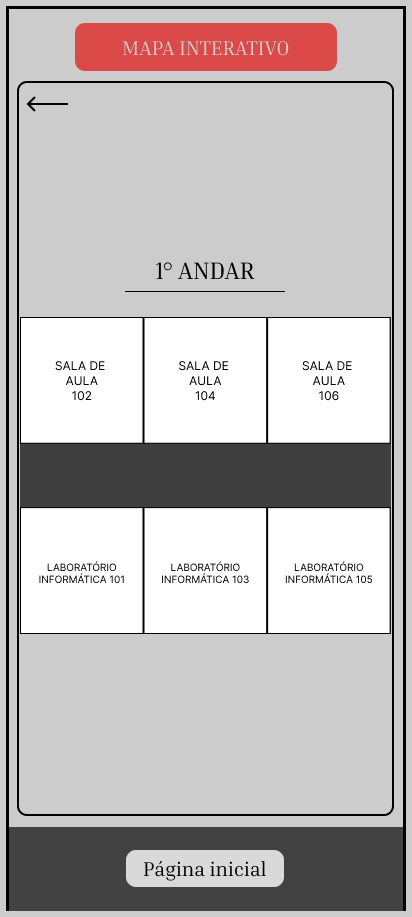 MAPA INTERATIVO
1° ANDAR
SALA DE
AULA
102
SALA DE
AULA
104
SALA DE
AULA
106
LABORATÓRIO
INFORMÁTICA 101
LABORATÓRIO
INFORMÁTICA 103
LABORATÓRIO
INFORMÁTICA 105
Página inicial